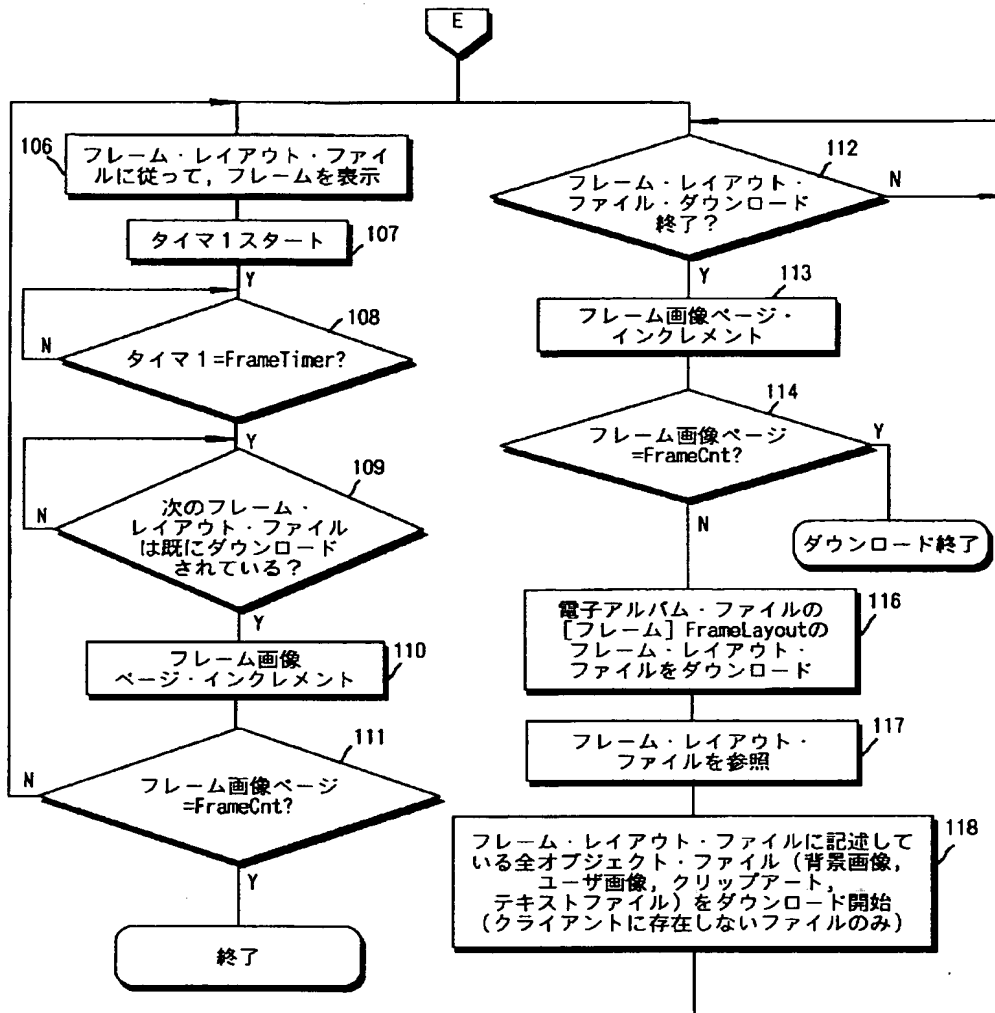 E
106
フレーム・レイアウト・ファイ
ルに従って，フレームを表示
タイマ1スタート
107
Y
108
N
タイマ1=FrameTimer?
Y
109
N
次のフレーム・
レイアウト・ファイル
は既にダウンロード
されている？
Y
フレーム画像
ページ・インクレメント
110
111
N
フレーム画像ページ
=FrameCnt?
Y
終了
112
フレーム・レイアウト・
ファイル・ダウンロード
終了？
N
Y
113
フレーム画像ページ・
インクレメント
114
フレーム画像ページ
=FrameCnt?
Y
N
ダウンロード終了
電子アルバム・ファイルの
［フレーム］FrameLayoutの
フレーム・レイアウト・
ファイルをダウンロード
116
フレーム・レイアウト・
ファイルを参照
117
フレーム・レイアウト・ファイルに記述して
いる全オブジェクト・ファイル（背景画像，
ユーザ画像，クリップアート，
テキストファイル）をダウンロード開始
（クライアントに存在しないファイルのみ）
118